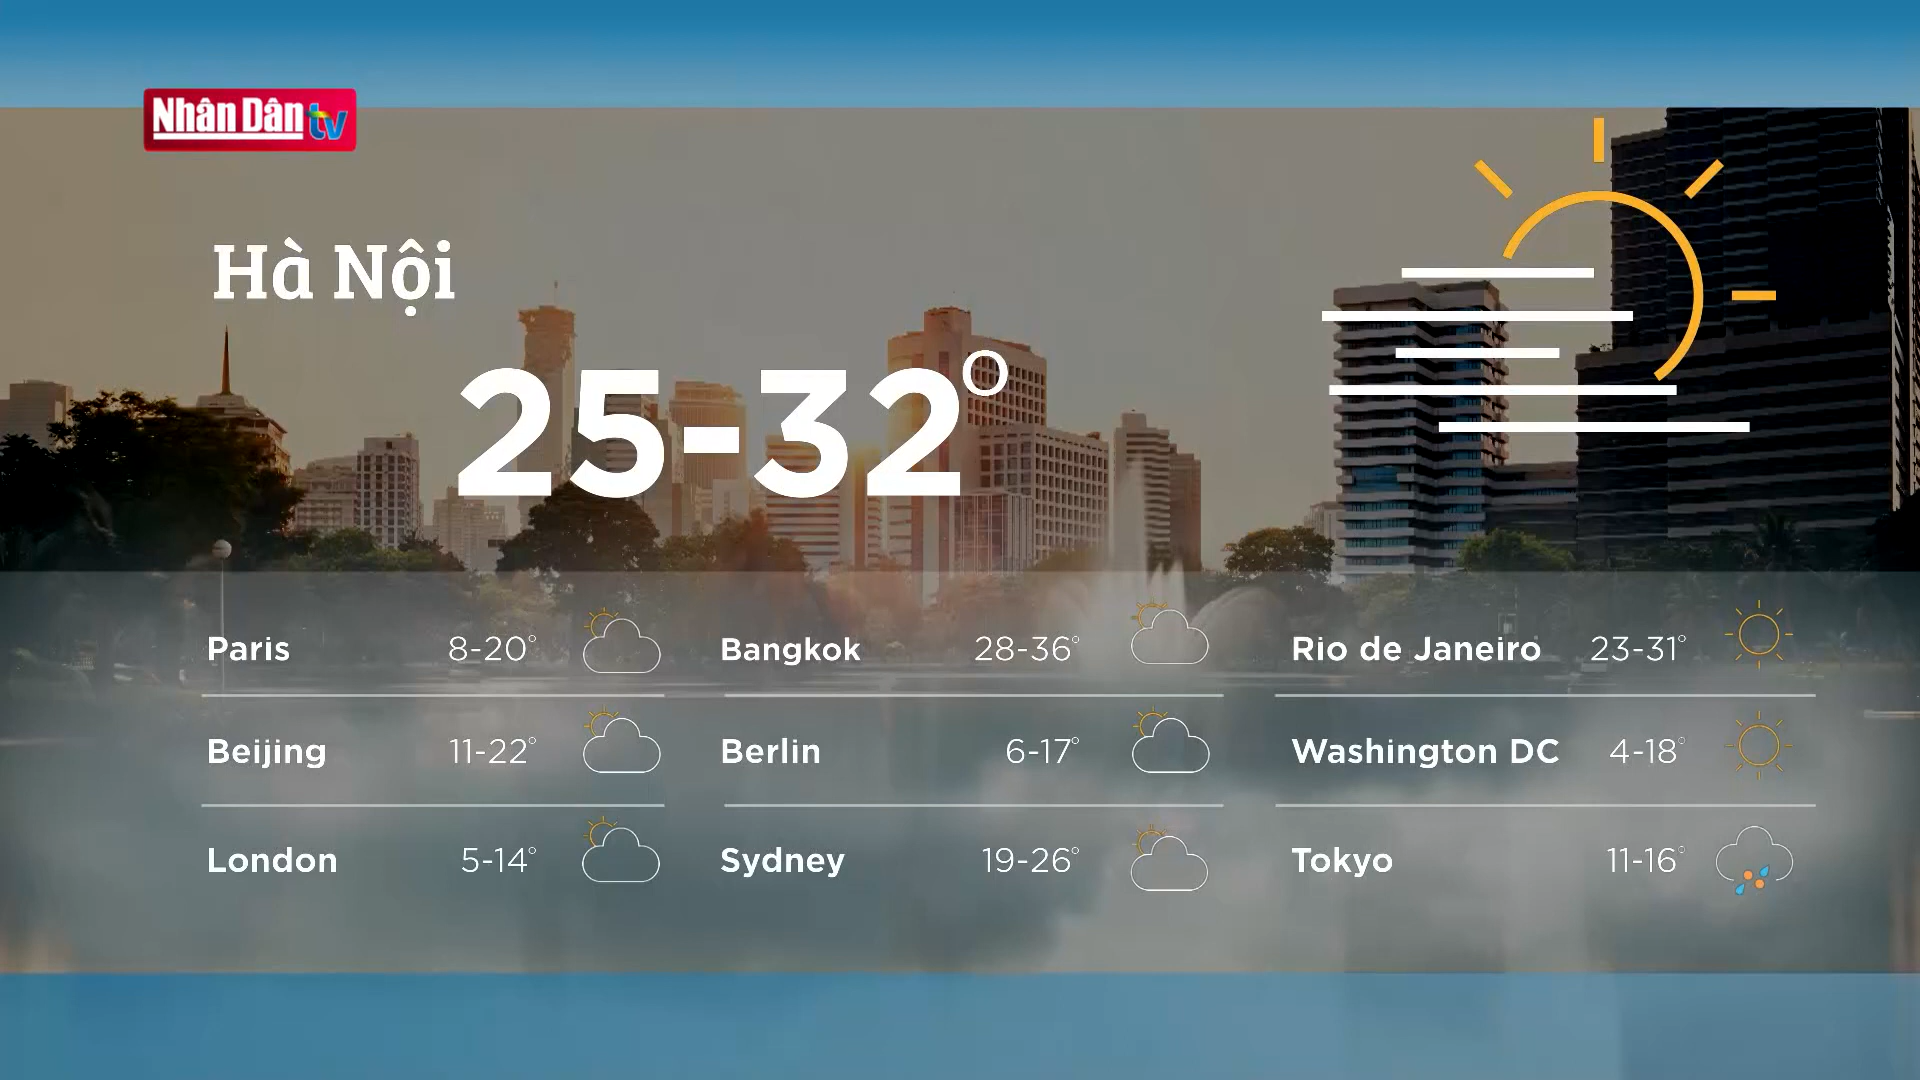 Nhân Dân tv
Hà Nội
25-32°
Paris 8-20°
Bangkok 28-36°
Rio de Janeiro 23-31°
Beijing 11-22°
Berlin 6-17°
Washington DC 4-18°
London 5-14°
Sydney 19-26°
Tokyo 11-16°